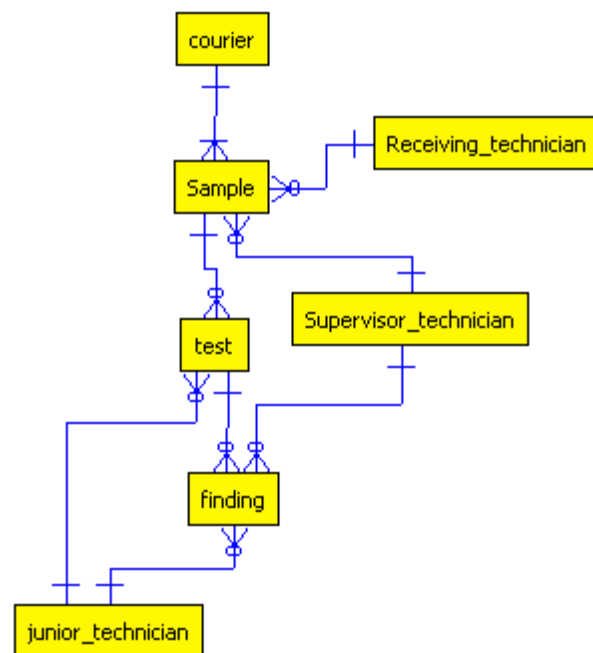 courier
Receiving_technician
Sample
Supervisor_technician
test
finding
junior_technician